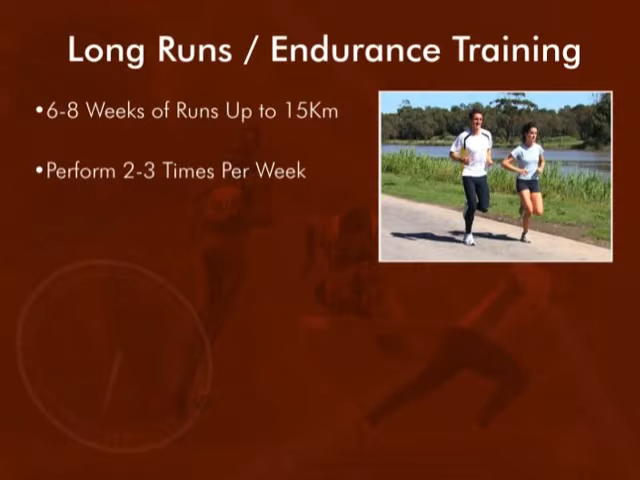 Long Runs / Endurance Training
•6-8 Weeks of Runs Up to 15Km
•Perform 2-3 Times Per Week